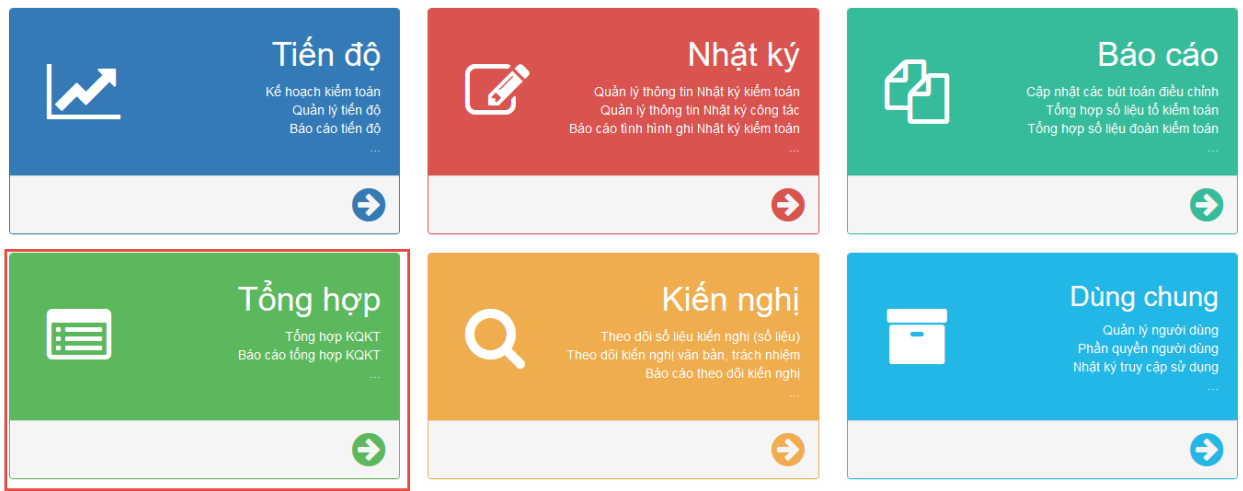 Tiến độ
Kế hoạch kiểm toán
Quản lý tiến độ
Báo cáo tiến độ
...
Nhật ký
Quản lý thông tin Nhật ký kiểm toán
Quản lý thông tin Nhật ký công tác
Báo cáo tình hình ghi Nhật ký kiểm toán
...
Báo cáo
Cập nhật các bút toán điều chỉnh
Tổng hợp số liệu tổ kiểm toán
Tổng hợp số liệu đoàn kiểm toán
...
Tổng hợp
Tổng hợp KQKT
Báo cáo tổng hợp KQKT
...
Kiến nghị
Theo dõi số liệu kiến nghị (số liệu)
Theo dõi kiến nghị văn bản, trách nhiệm
Báo cáo theo dõi kiến nghị
...
Dùng chung
Quản lý người dùng
Phần quyền người dùng
Nhật ký truy cập sử dụng
...